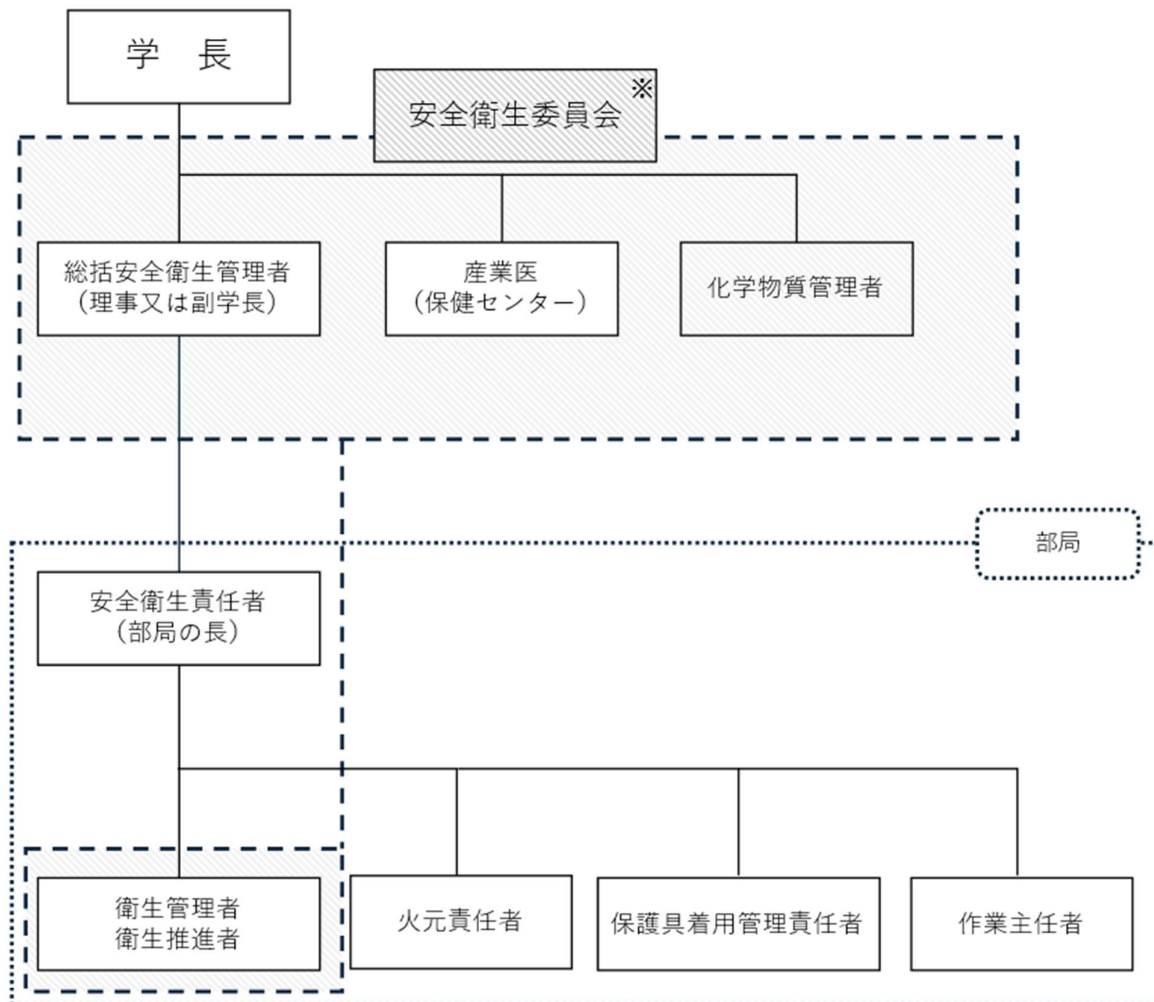 学　長
※
安全衛生委員会
総括安全衛生管理者
（理事又は副学長）
産業医
（保健センター）
化学物質管理者
部局
安全衛生責任者
（部局の長）
衛生管理者
衛生推進者
火元責任者
保護具着用管理責任者
作業主任者